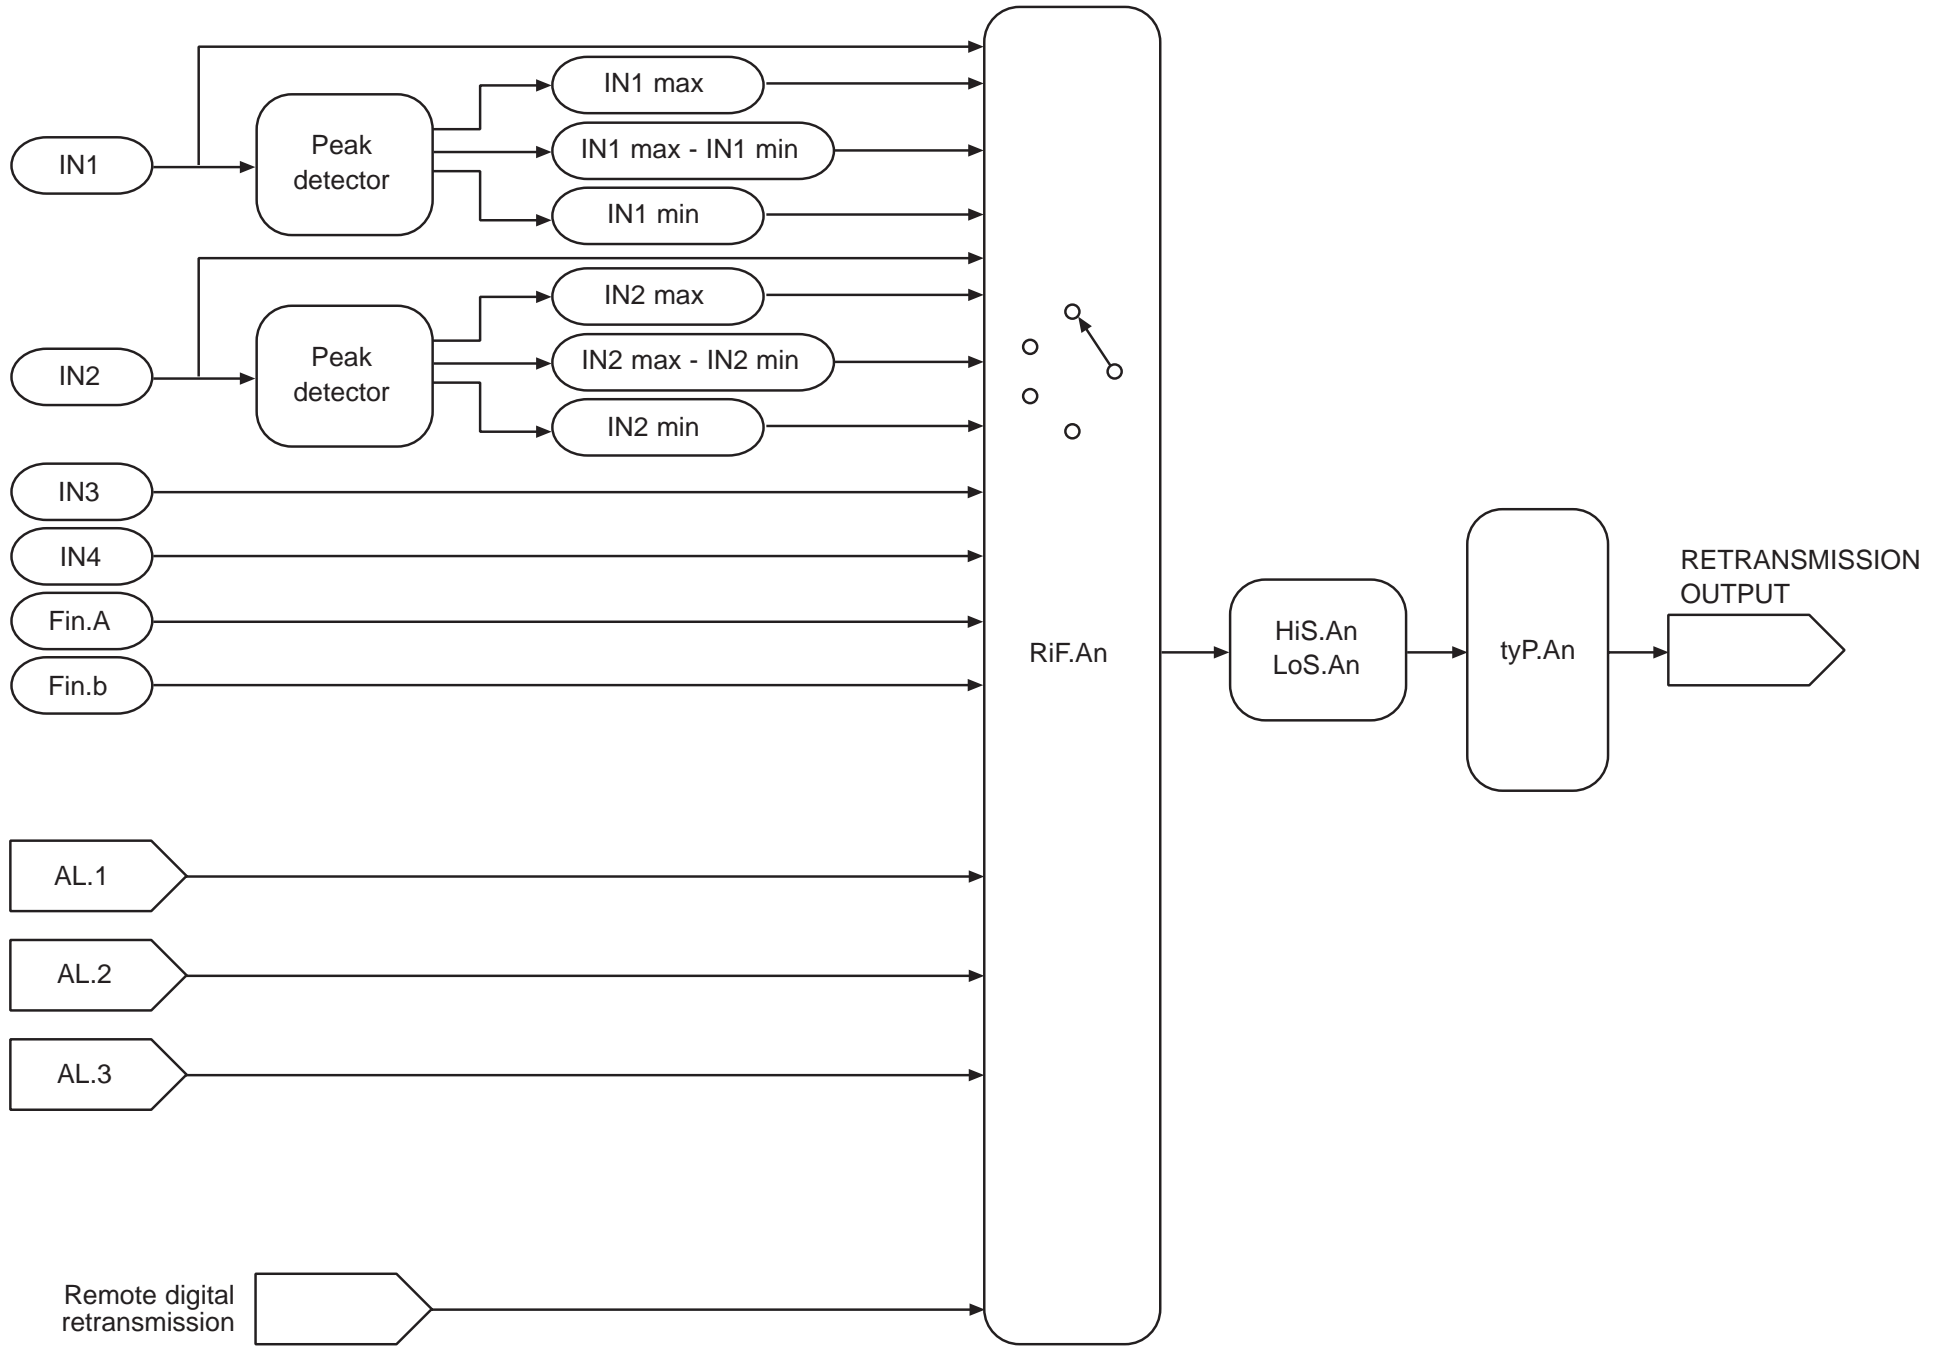 IN1
Peak
detector
IN1 max
IN1 max - IN1 min
IN1 min
IN2
Peak
detector
IN2 max
IN2 max - IN2 min
IN2 min
IN3
IN4
Fin.A
Fin.b
AL.1
AL.2
AL.3
Remote digital
retransmission
RiF.An
HiS.An
LoS.An
tyP.An
RETRANSMISSION
OUTPUT